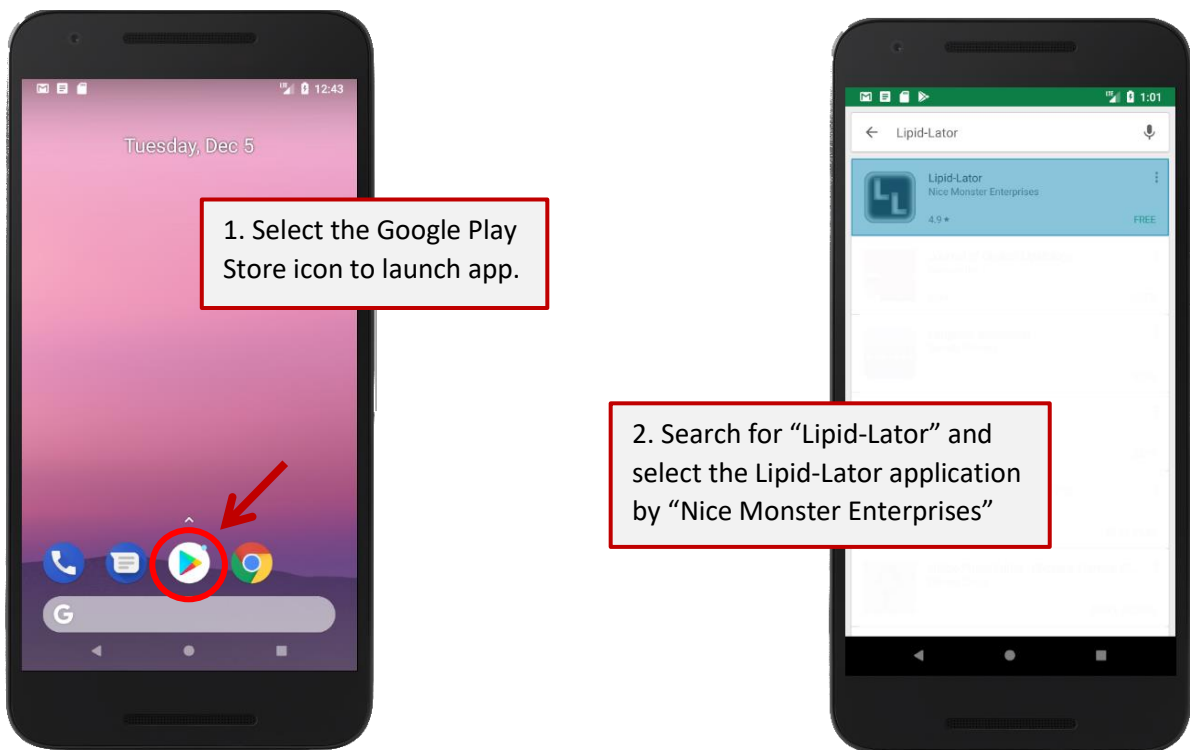 12:43
Tuesday, Dec 5
1. Select the Google Play
Store icon to launch app.
G
1:01
Lipid-Lator
LL
Lipid-Lator
Nice Monster Enterprises
4.9 ★
FREE
2. Search for “Lipid-Lator” and
select the Lipid-Lator application
by “Nice Monster Enterprises”